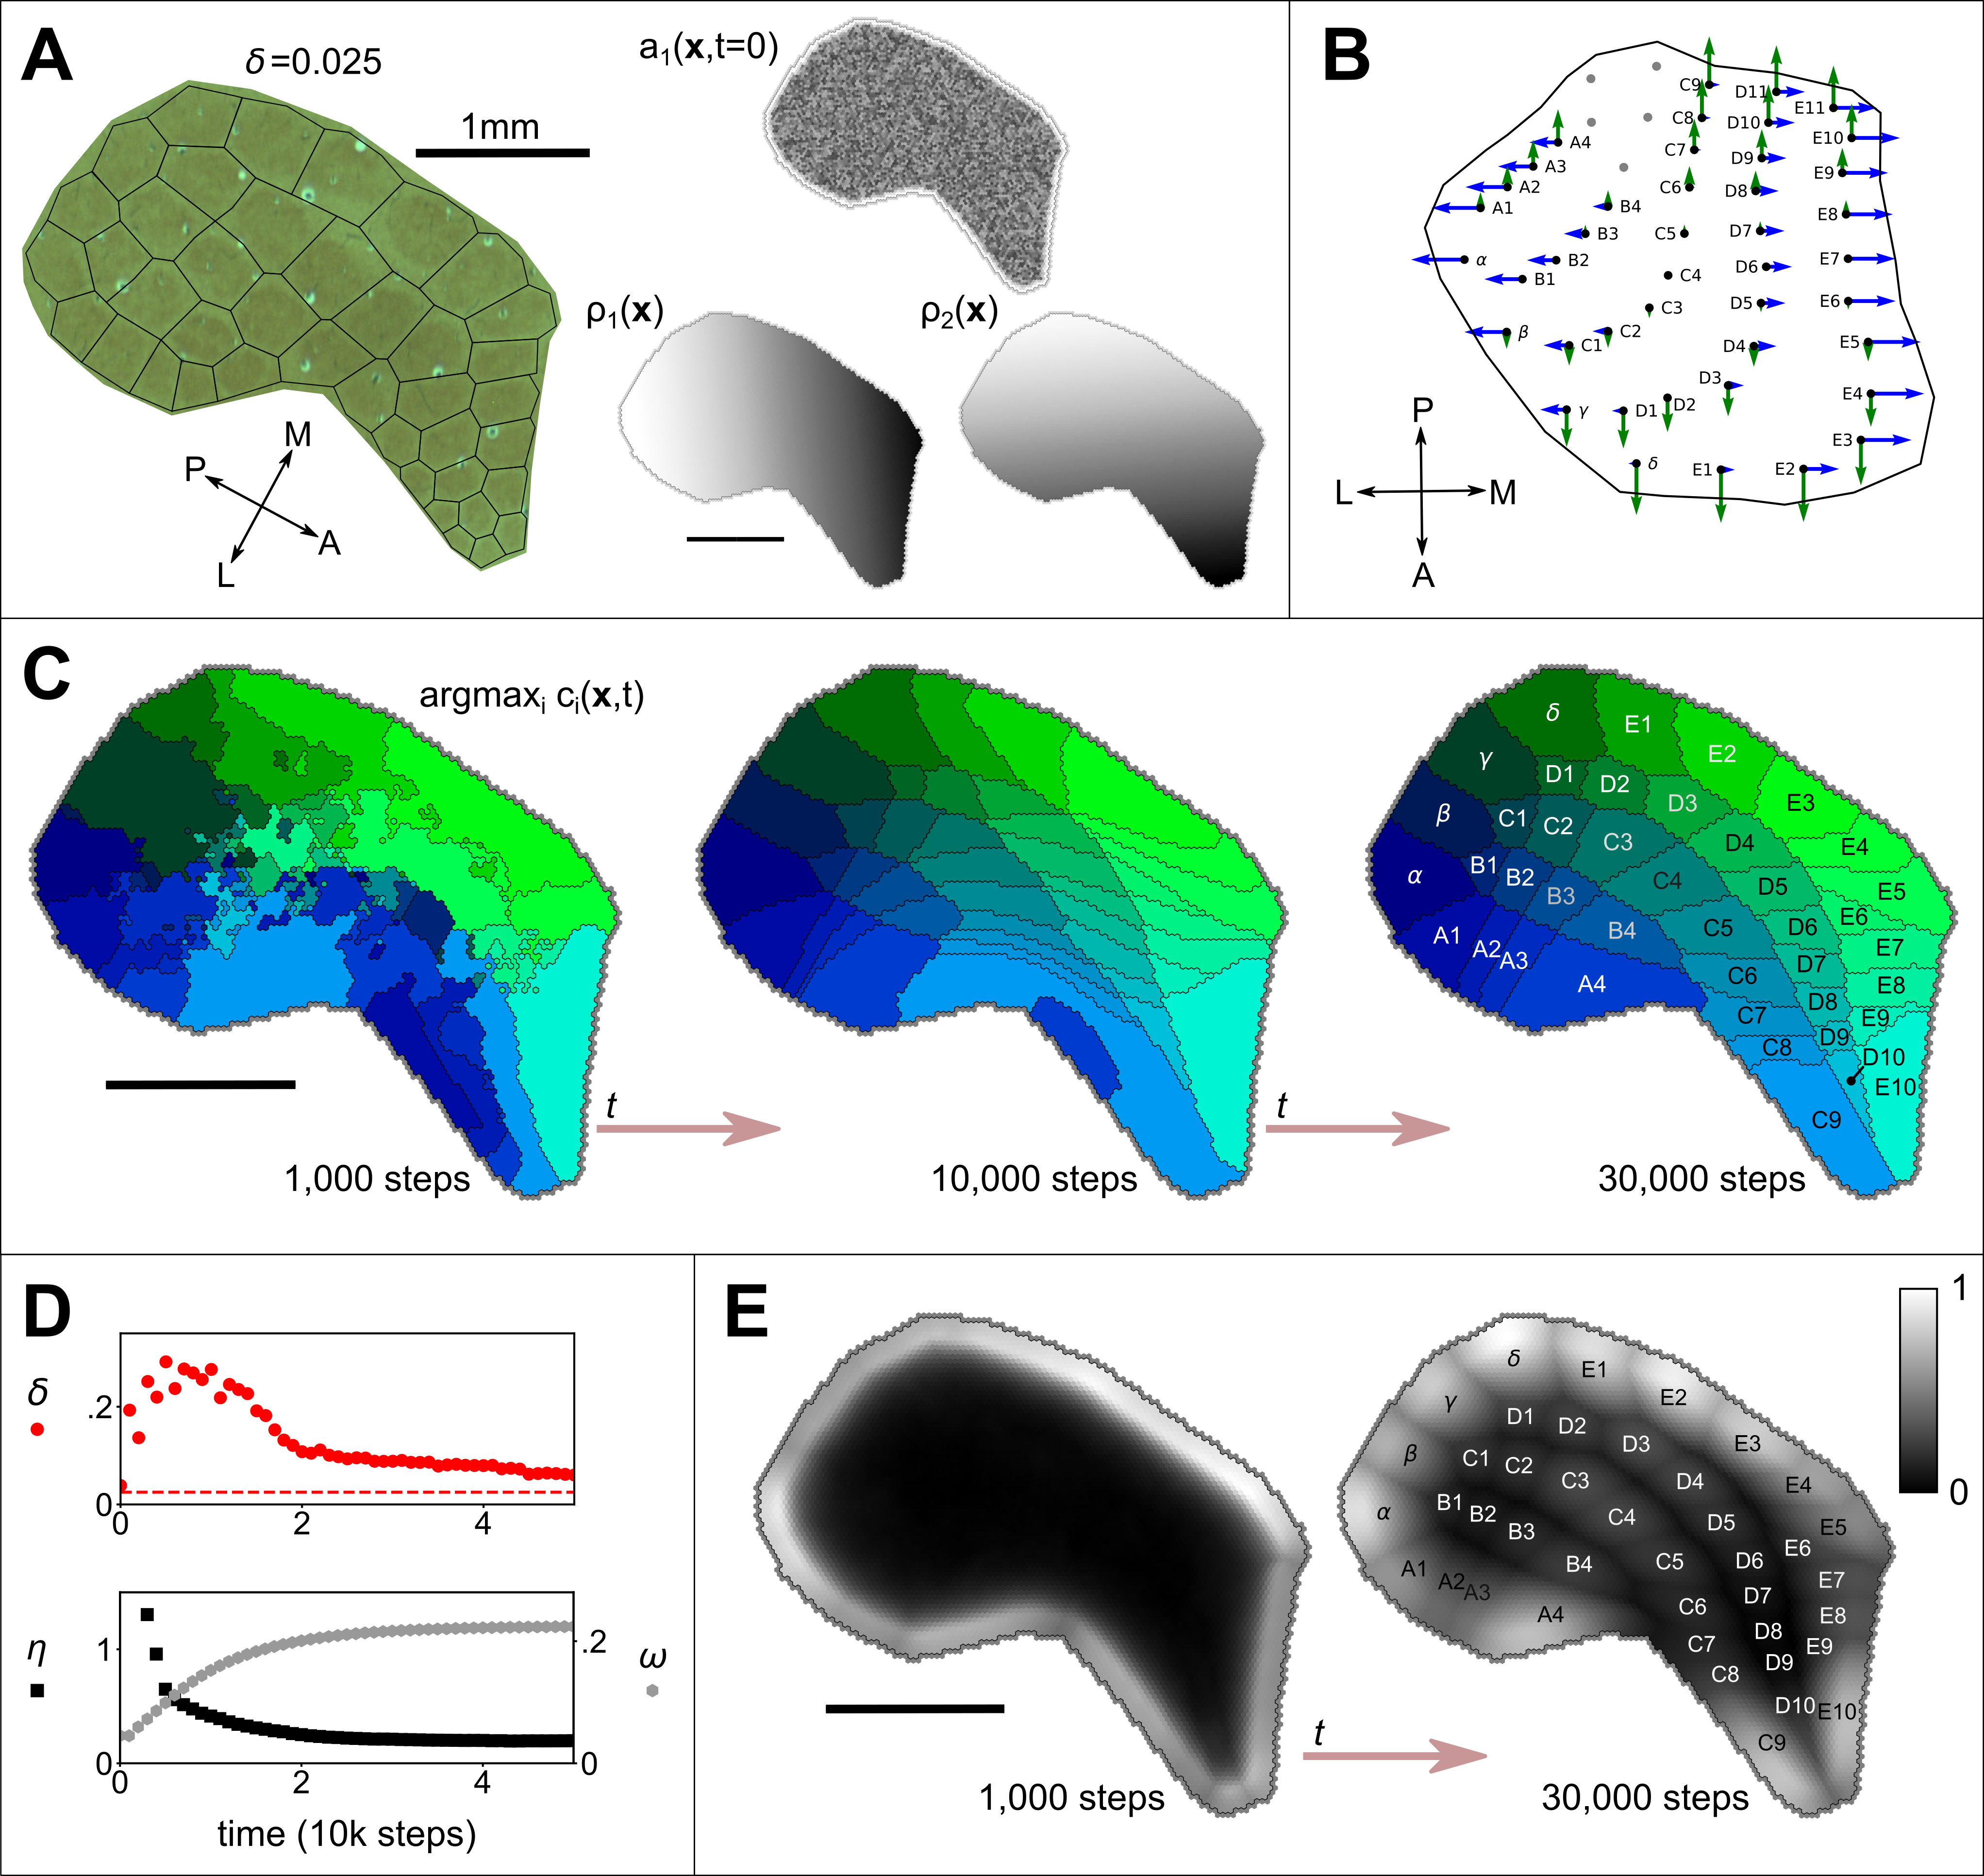 A
δ=0.025
1mm
M
P
A
L
a1(x,t=0)
ρ1(x)
ρ2(x)
B
C9
D11
E11
C8
D10
E10
A4
C7
D9
A3
E9
A2
C6
D8
A1
B4
E8
B3
C5
D7
α
B2
D6
E7
B1
C4
D5
E6
C3
β
C1
C2
D4
E5
D3
E4
γ
D1
D2
E3
δ
E1
E2
P
L
M
A
C
argmaxi ci(x,t)
1,000 steps
t
10,000 steps
t
δ
E1
E2
γ
D1
D2
D3
E3
β
C1
C2
C3
D4
E4
α
B1
B2
B3
C4
D5
E5
A1
A2
A3
B4
C5
D6
E6
E7
A4
C6
D7
E8
C7
D8
E9
C8
D9
D10
E10
C9
30,000 steps
D
δ
.2
0
0
2
4
η
1
0
.2
0
ω
0
2
4
time (10k steps)
E
1,000 steps
t
1
0
δ
E1
E2
γ
D1
D2
D3
E3
β
C1
C2
C3
D4
E4
α
B1
B2
B3
C4
D5
E5
A1
A2
A3
B4
C5
D6
E6
E7
A4
C6
D7
E8
C7
D8
E9
C8
D9
D10
E10
C9
30,000 steps